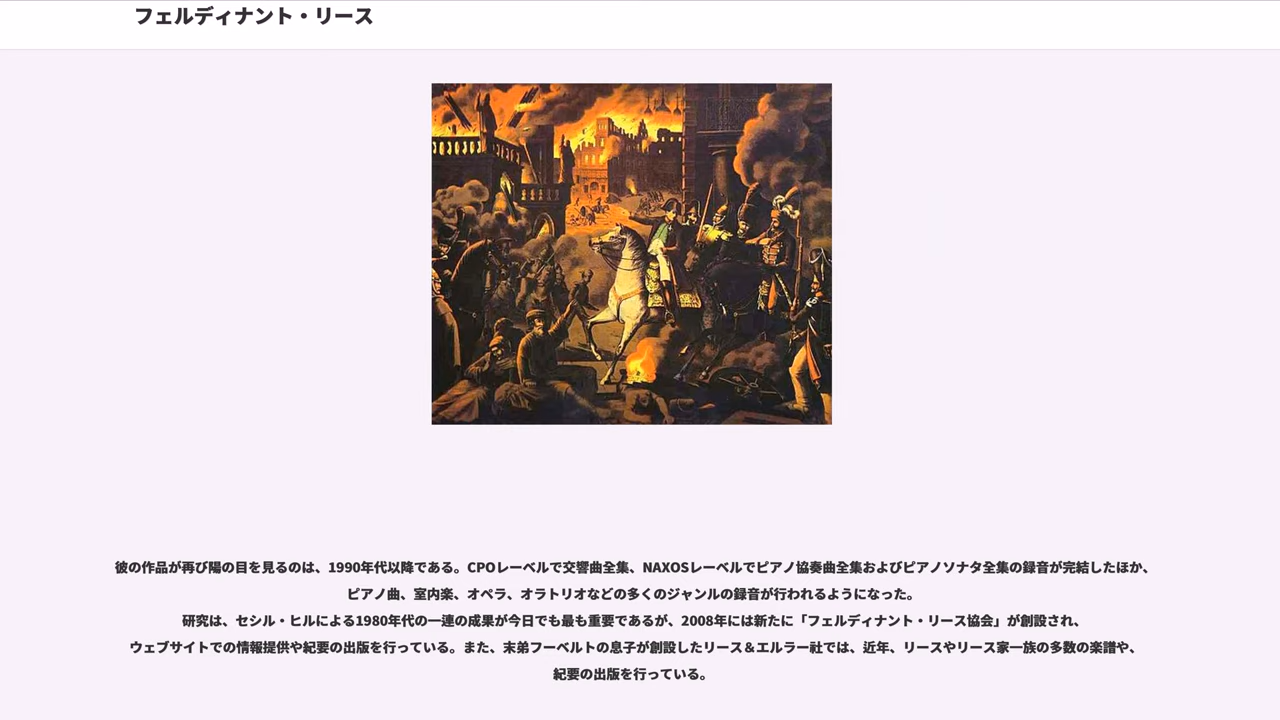 フェルディナント・リース
彼の作品が再び陽の目を見るのは、1990年代以降である。CPOレーベルで交響曲全集、NAXOSレーベルでピアノ協奏曲全集およびピアノソナタ全集の録音が完結したほか、
ピアノ曲、室内楽、オペラ、オラトリオなどの多くのジャンルの録音が行われるようになった。
研究は、セシル・ヒルによる1980年代の一連の成果が今日でも最も重要であるが、2008年には新たに「フェルディナント・リース協会」が創設され、
ウェブサイトでの情報提供や紀要の出版を行っている。また、末弟フーベルトの息子が創設したリース＆エルラー社では、近年、リースやリース家一族の多数の楽譜や、
紀要の出版を行っている。